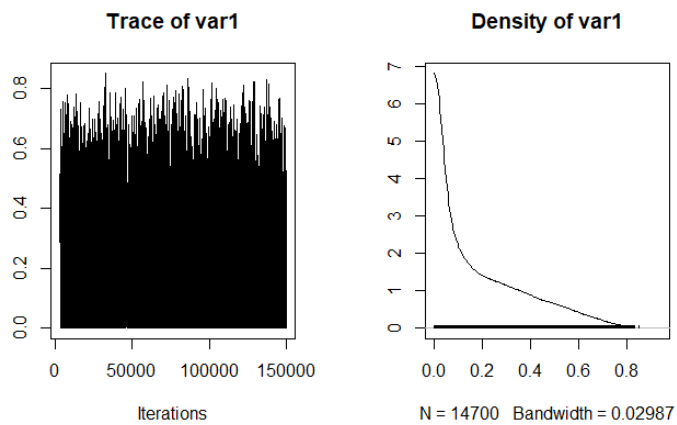 Trace of var1
0.8
0.6
0.4
0.2
0.0
0 50000 100000 150000
Iterations
Density of var1
7
6
5
4
3
2
1
0
0.0 0.2 0.4 0.6 0.8
N = 14700 Bandwidth = 0.02987